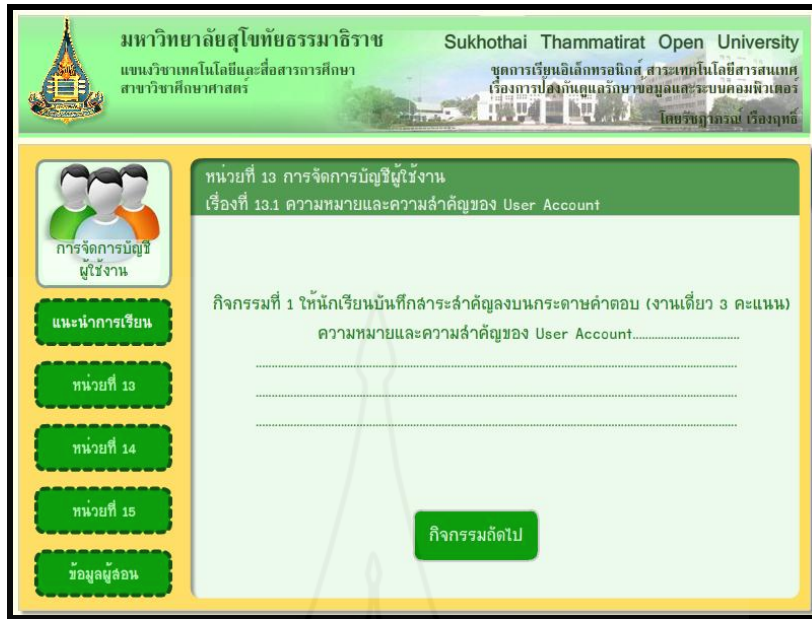 มหาวิทยาลัยสุโขทัยธรรมาธิราช
Sukhothai Thammatirat Open University
แขนงวิชาเทคโนโลยีและสื่อสารการศึกษา
สาขาวิชาศึกษาศาสตร์
ชุดการเรียนอิเล็กทรอนิกส์ สาระเทคโนโลยีสารสนเทศ
เรื่องการป้องกันดูแลรักษาข้อมูลและระบบคอมพิวเตอร์
โดยรัชฎาภรณ์ เรืองฤทธิ์
การจัดการบัญชี
ผู้ใช้งาน
แนะนำการเรียน
หน่วยที่ 13
หน่วยที่ 14
หน่วยที่ 15
ข้อมูลผู้สอน
หน่วยที่ 13 การจัดการบัญชีผู้ใช้งาน
เรื่องที่ 13.1 ความหมายและความสำคัญของ User Account
กิจกรรมที่ 1 ให้นักเรียนบันทึกสาระสำคัญลงบนกระดาษคำตอบ (งานเดี่ยว 3 คะแนน)
ความหมายและความสำคัญของ User Account
กิจกรรมถัดไป